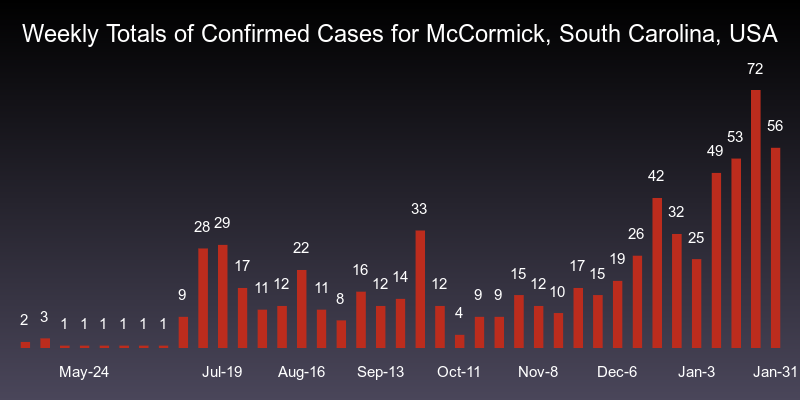 Weekly Totals of Confirmed Cases for McCormick, South Carolina, USA
2 3 1 1 1 1 1 1 9 28 29 17 11 12 22 11 8 16 12 14 33 12 4 9 9 15 12 10 17 15 19 26 42 32 25 49 53 72 56
May-24 Jul-19 Aug-16 Sep-13 Oct-11 Nov-8 Dec-6 Jan-3 Jan-31